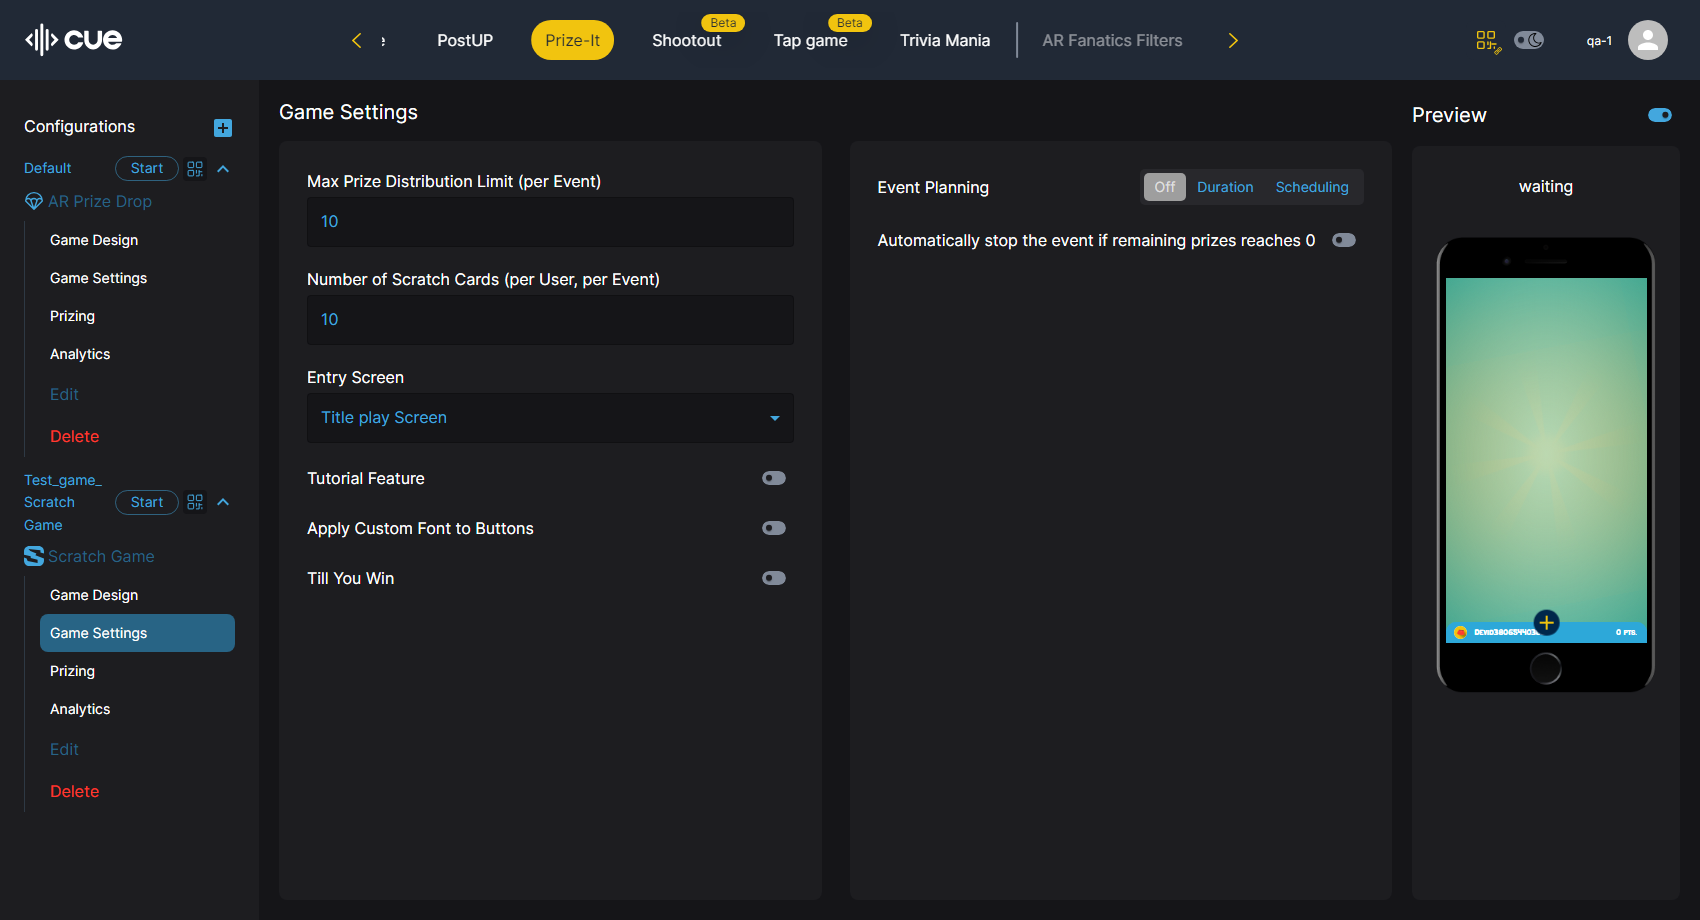 cue
PostUP
Prize-It
Beta
Shootout
Beta
Tap game
Trivia Mania
AR Fanatics Filters
qa-1
Configurations
Default
Start
AR Prize Drop
Game Design
Game Settings
Prizing
Analytics
Edit
Delete
Test_game_
Scratch
Game
Start
Scratch Game
Game Design
Game Settings
Prizing
Analytics
Edit
Delete
Game Settings
Max Prize Distribution Limit (per Event)
10
Number of Scratch Cards (per User, per Event)
10
Entry Screen
Title play Screen
Tutorial Feature
Apply Custom Font to Buttons
Till You Win
Event Planning
Off
Duration
Scheduling
Automatically stop the event if remaining prizes reaches 0
Preview
waiting
0 PTS.